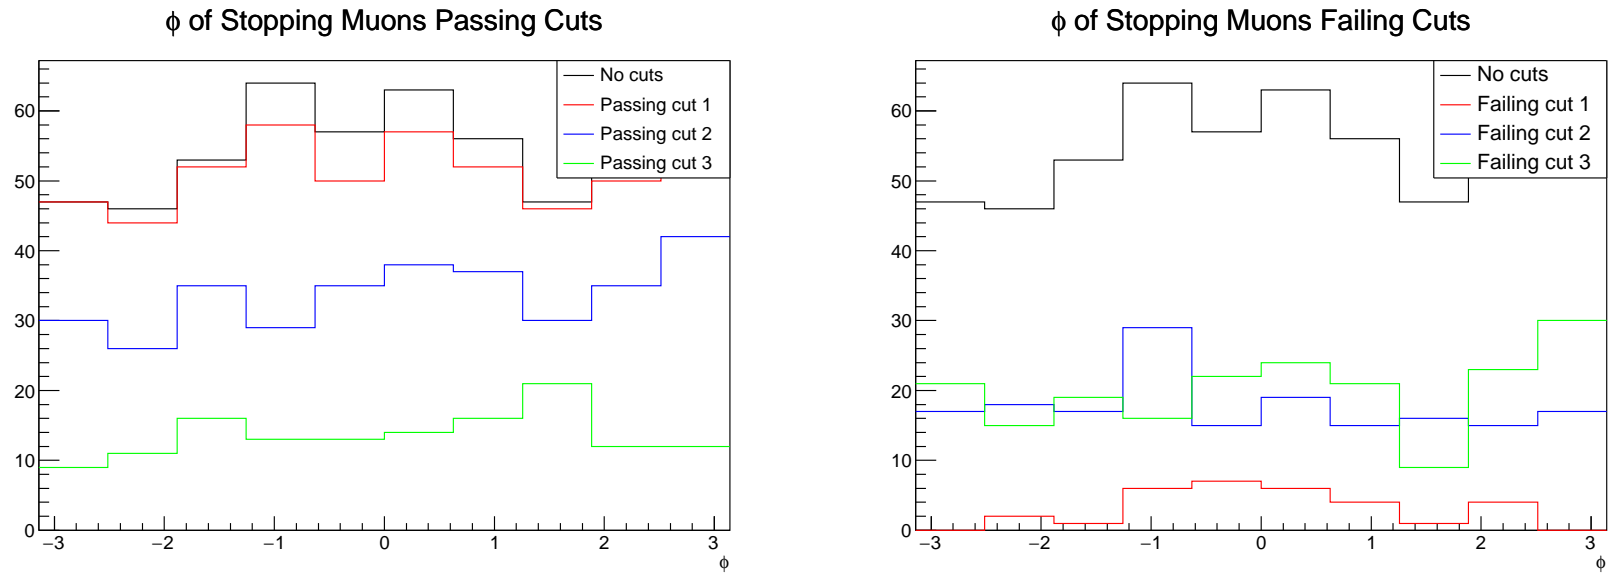 ϕ of Stopping Muons Passing Cuts
No cuts
Passing cut 1
Passing cut 2
Passing cut 3
60
50
40
30
20
10
0
−3 −2 −1 0 1 2 3
ϕ
ϕ of Stopping Muons Failing Cuts
No cuts
Failing cut 1
Failing cut 2
Failing cut 3
60
50
40
30
20
10
0
−3 −2 −1 0 1 2 3
ϕ